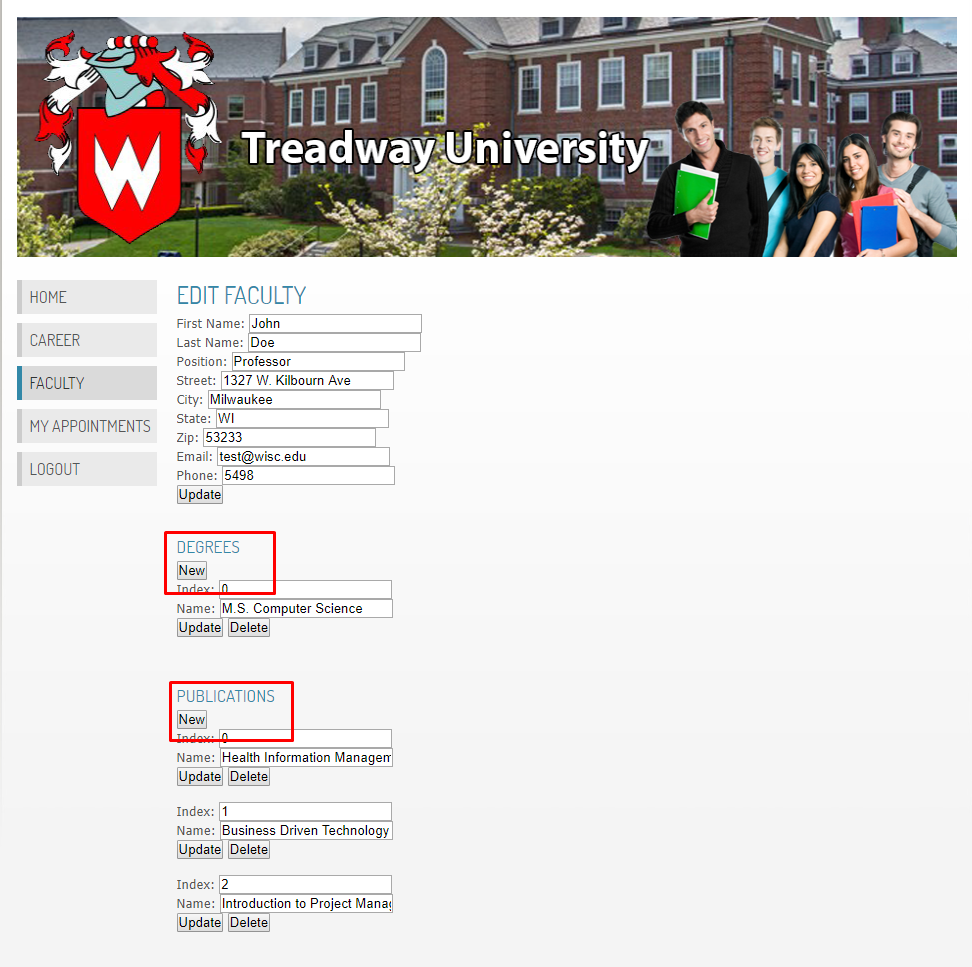 W
Treadway University
HOME
CAREER
FACULTY
MY APPOINTMENTS
LOGOUT
EDIT FACULTY
First Name: John
Last Name: Doe
Position: Professor
Street: 1327 W. Kilbourn Ave
City: Milwaukee
State: WI
Zip: 53233
Email: test@wisc.edu
Phone: 5498
Update
DEGREES
New
Index: 0
Name: M.S. Computer Science
Update Delete
PUBLICATIONS
New
Index: 0
Name: Health Information Managem
Update Delete
Index: 1
Name: Business Driven Technology
Update Delete
Index: 2
Name: Introduction to Project Manag
Update Delete